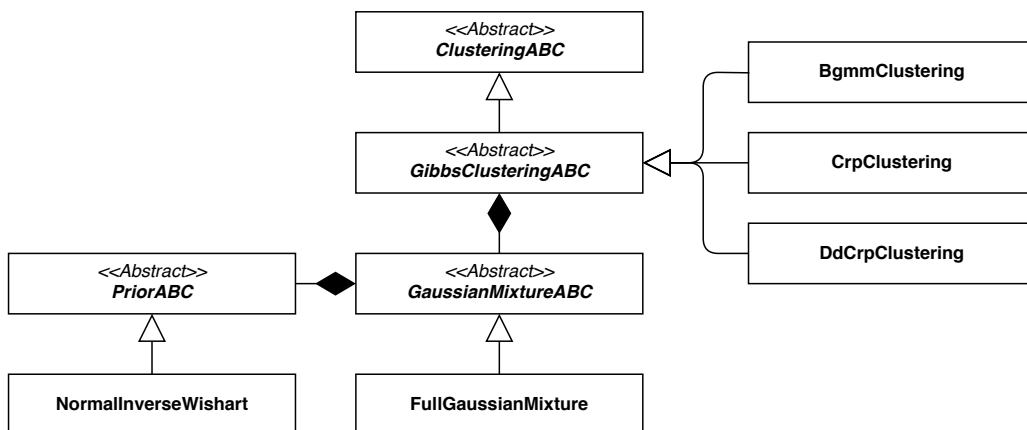 <<Abstract>>
ClusteringABC
BgmmClustering
<<Abstract>>
GibbsClusteringABC
CrpClustering
DdCrpClustering
<<Abstract>>
PriorABC
<<Abstract>>
GaussianMixtureABC
NormalInverseWishart
FullGaussianMixture